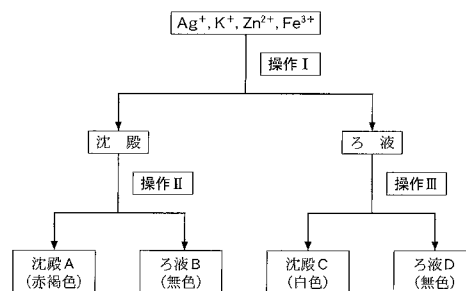 Ag⁺, K⁺, Zn²⁺, Fe³⁺
操作Ⅰ
沈殿
ろ液
操作Ⅱ
操作Ⅲ
沈殿A
(赤褐色)
ろ液B
(無色)
沈殿C
(白色)
ろ液D
(無色)